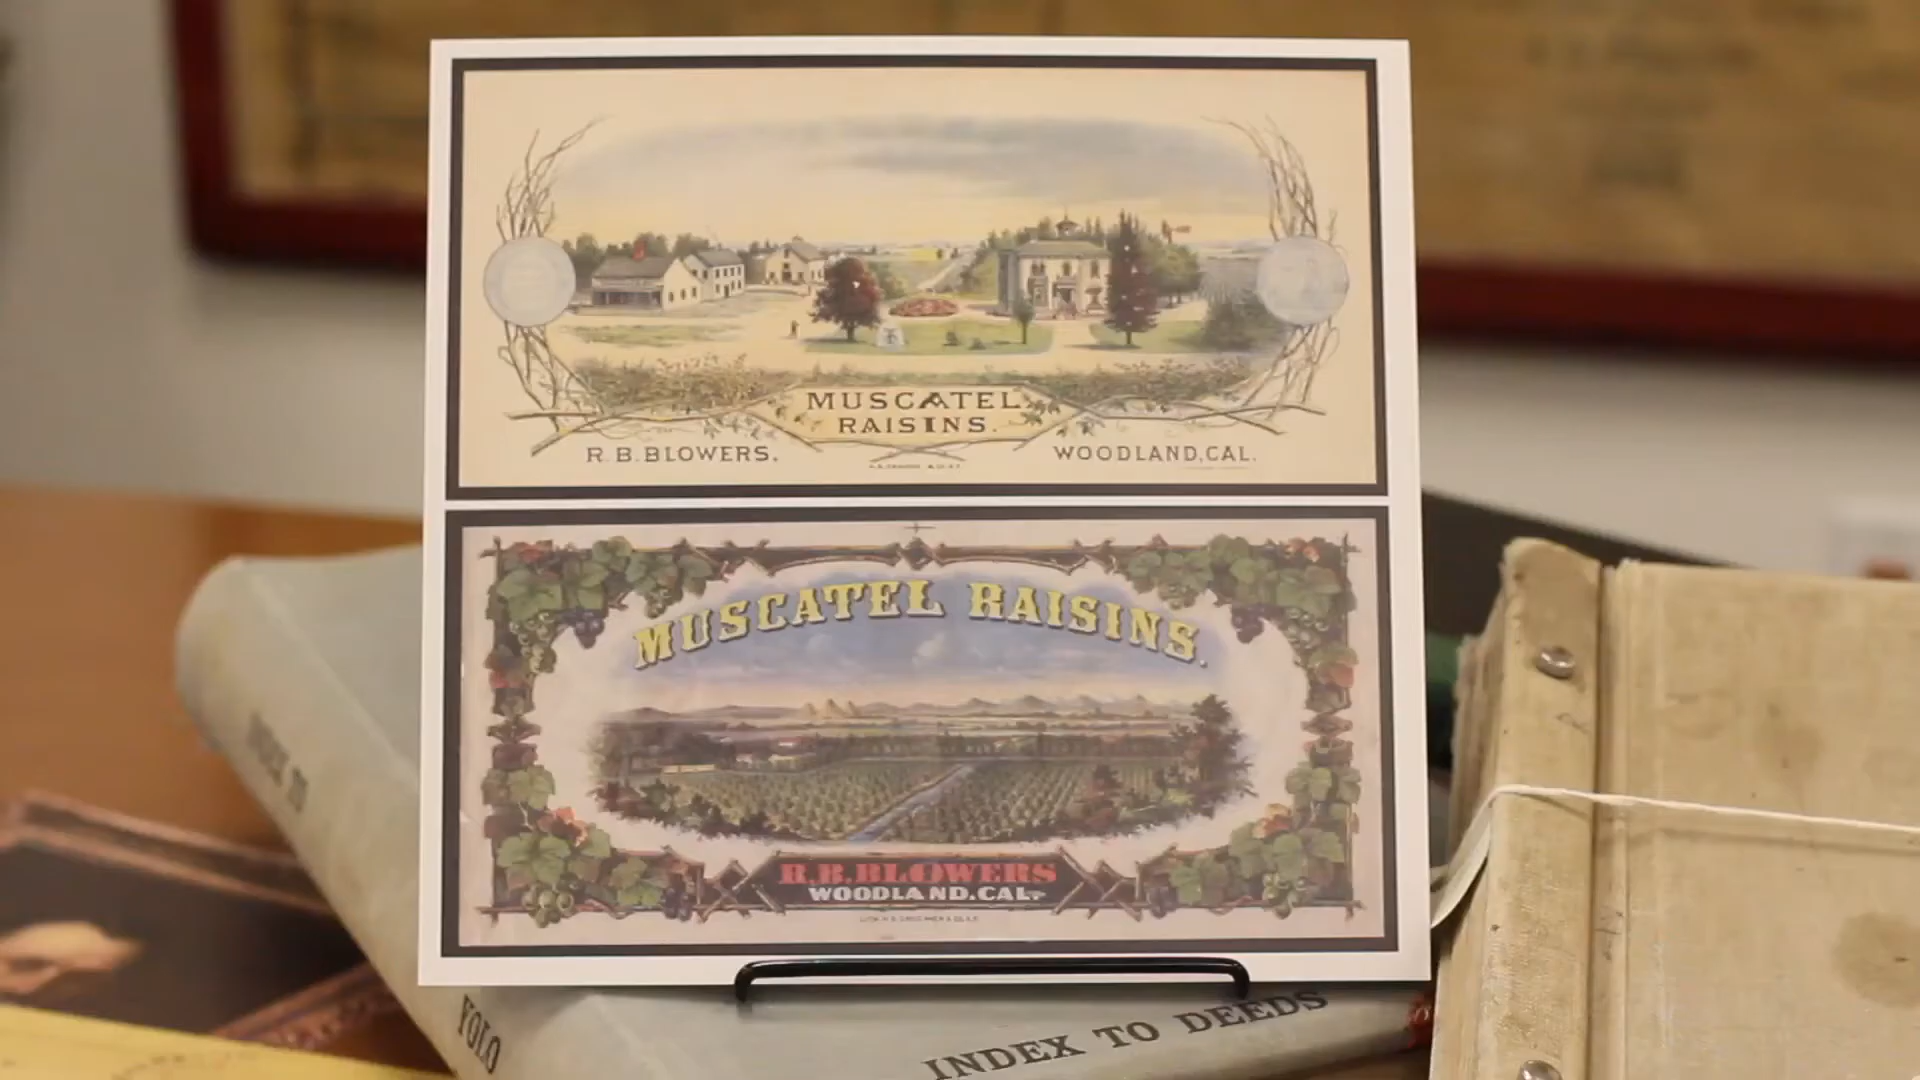 MUSCATEL
RAISINS.
R.B.BLOWERS.
WOODLAND,CAL.
MUSCATEL RAISINS.
R.B.BLOWERS
WOODLAND.CAL.
YOLO
INDEX TO DEEDS